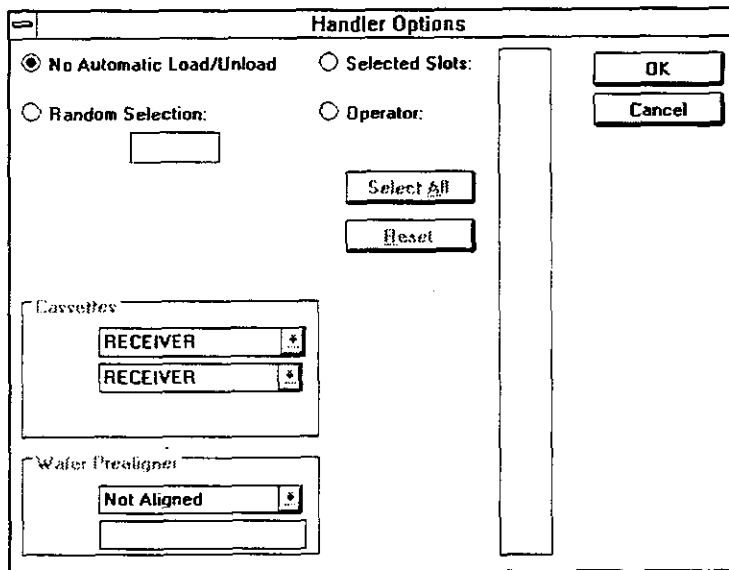 Handler Options
No Automatic Load/Unload
Selected Slots:
OK
Random Selection:
Operator:
Cancel
Select All
Reset
Cassettes
RECEIVER
RECEIVER
Wafer Prealigner
Not Aligned